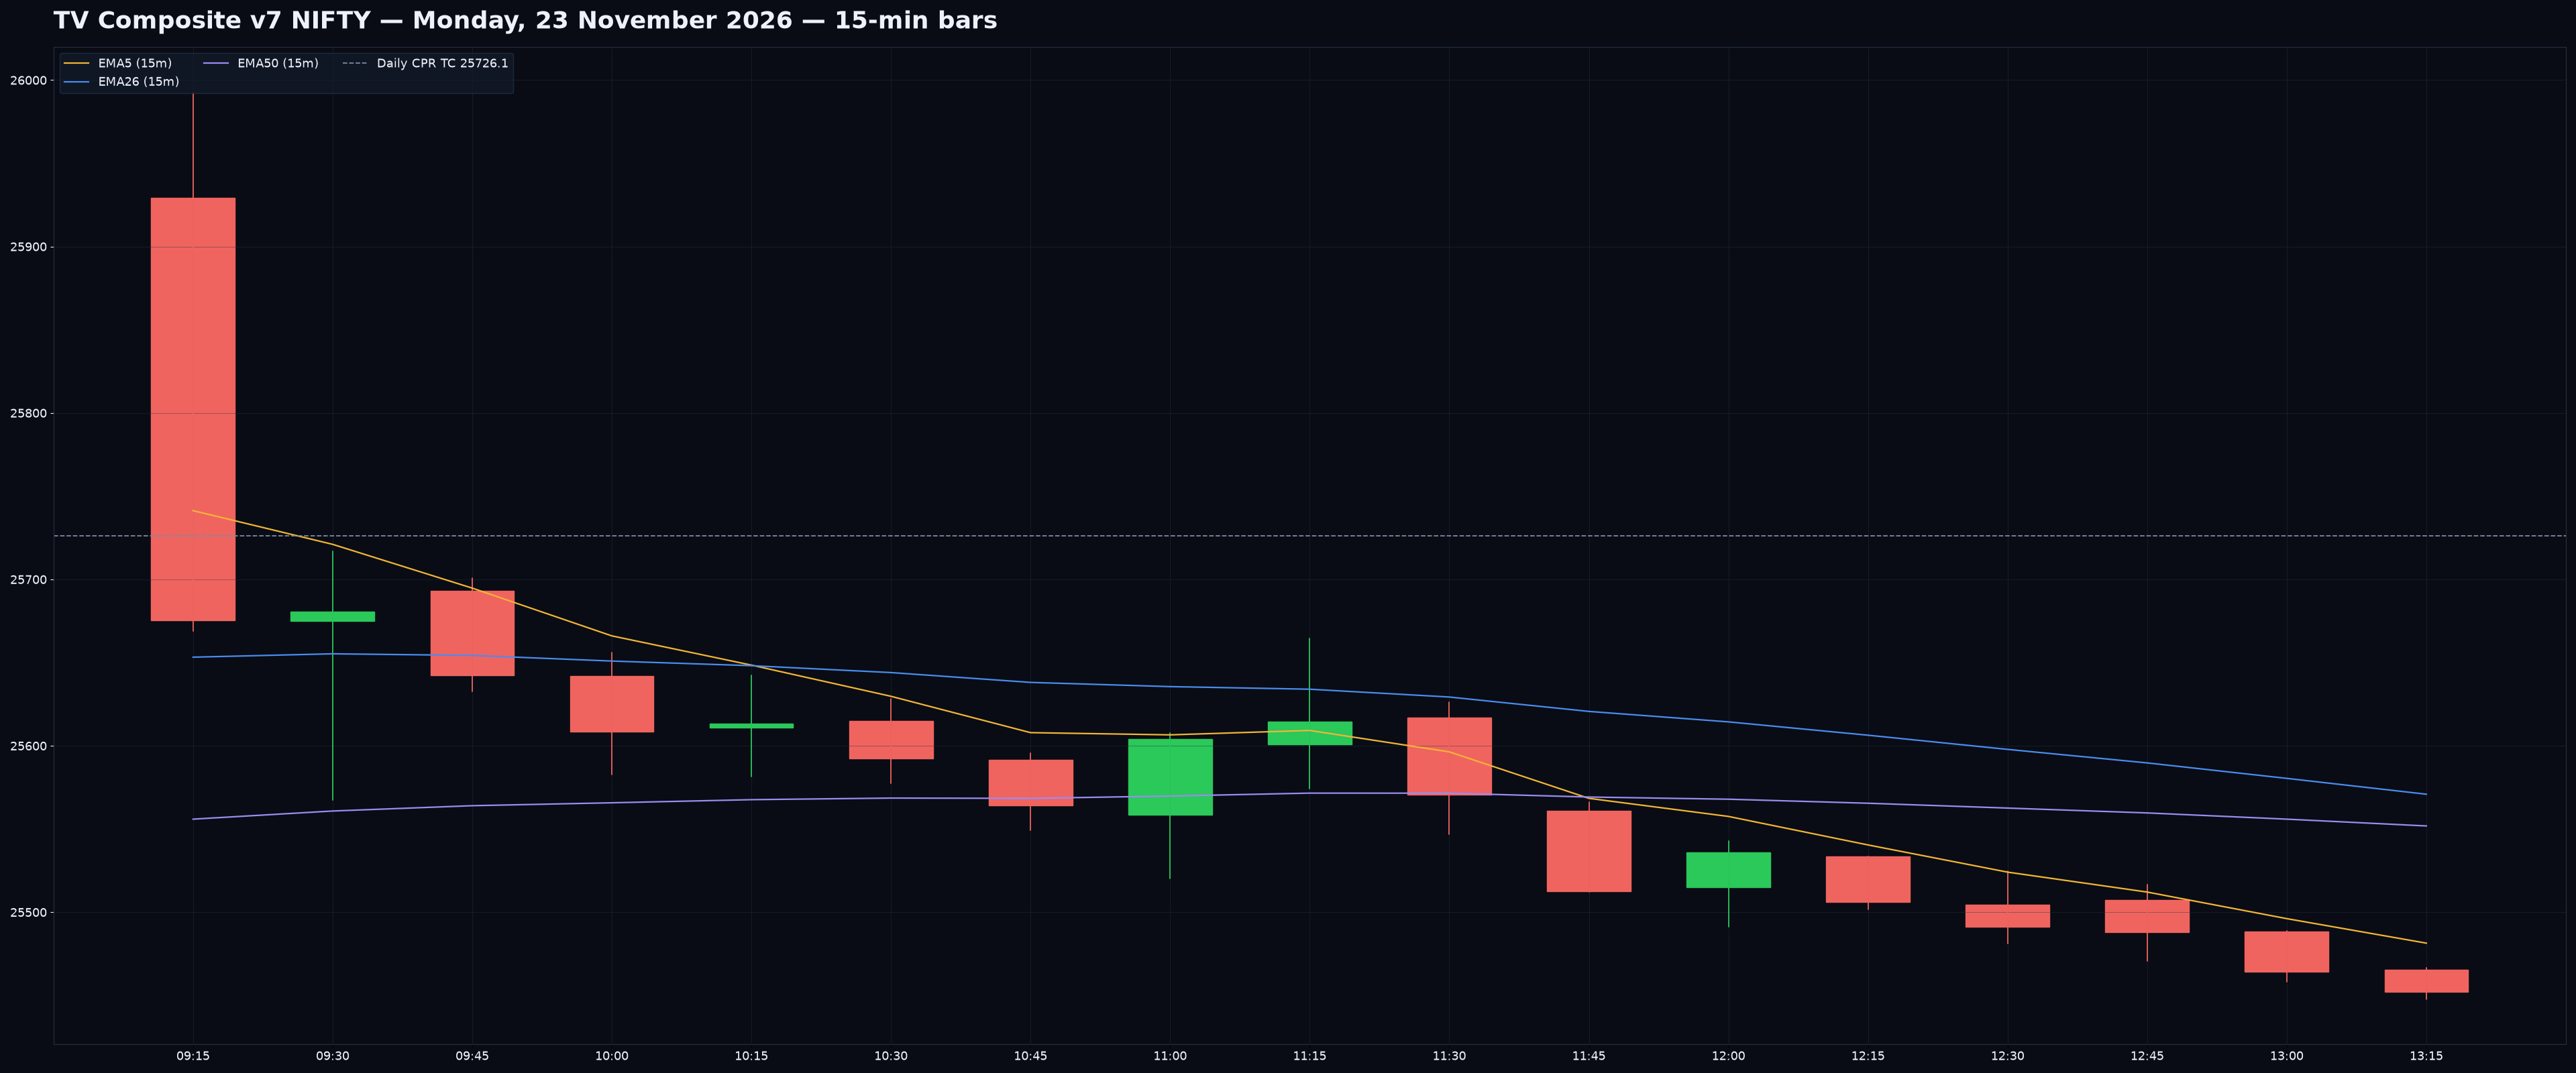 TV Composite v7 NIFTY — Monday, 23 November 2026 — 15-min bars
EMA5 (15m) EMA50 (15m) Daily CPR TC 25726.1
EMA26 (15m)
26000
25900
25800
25700
25600
25500
09:15 09:30 09:45 10:00 10:15 10:30 10:45 11:00 11:15 11:30 11:45 12:00 12:15 12:30 12:45 13:00 13:15